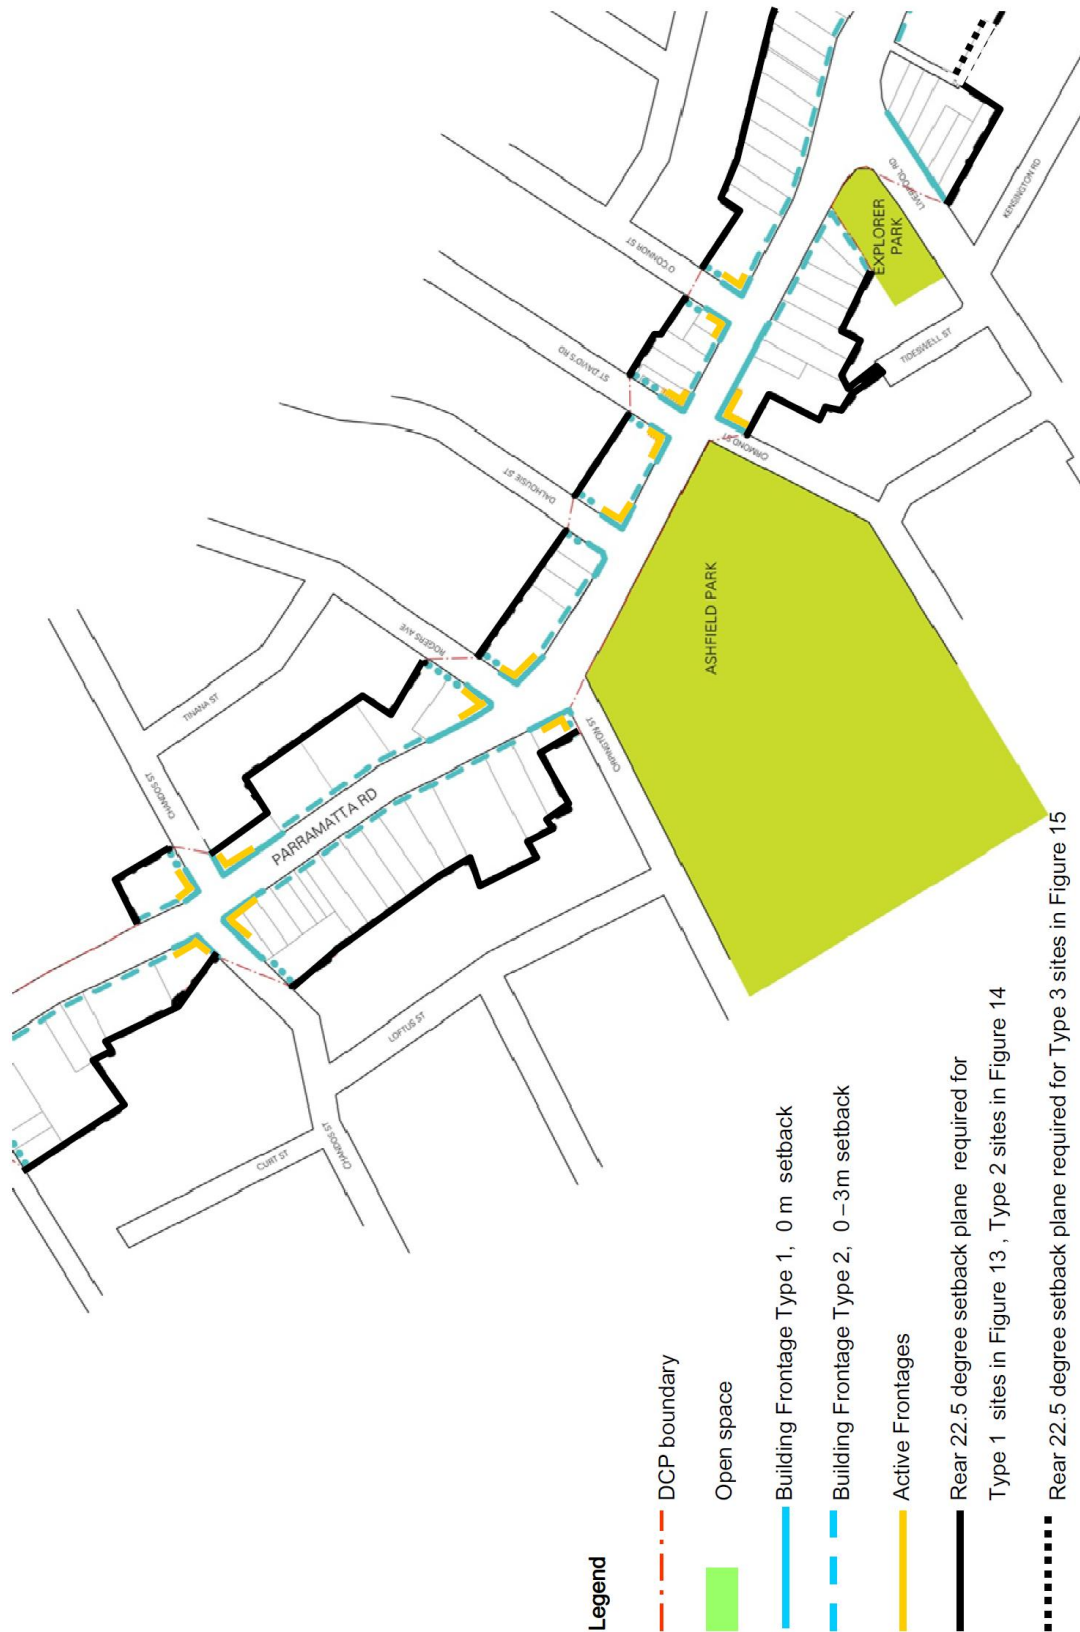 O'CONNOR ST
ST DAVID'S RD
DALHOUSIE ST
ROGERS AVE
TINANA ST
CHANDOS ST
PARRAMATTA RD
LIVERPOOL RD
KENSINGTON RD
EXPLORER
PARK
TIDESWELL ST
ORMOND ST
ASHFIELD PARK
ORPINGTON ST
LOFTUS ST
CHANDOS ST
CURT ST
Legend
DCP boundary
Open space
Building Frontage Type 1, 0 m setback
Building Frontage Type 2, 0 – 3m setback
Active Frontages
Rear 22.5 degree setback plane required for
Type 1 sites in Figure 13 , Type 2 sites in Figure 14
Rear 22.5 degree setback plane required for Type 3 sites in Figure 15